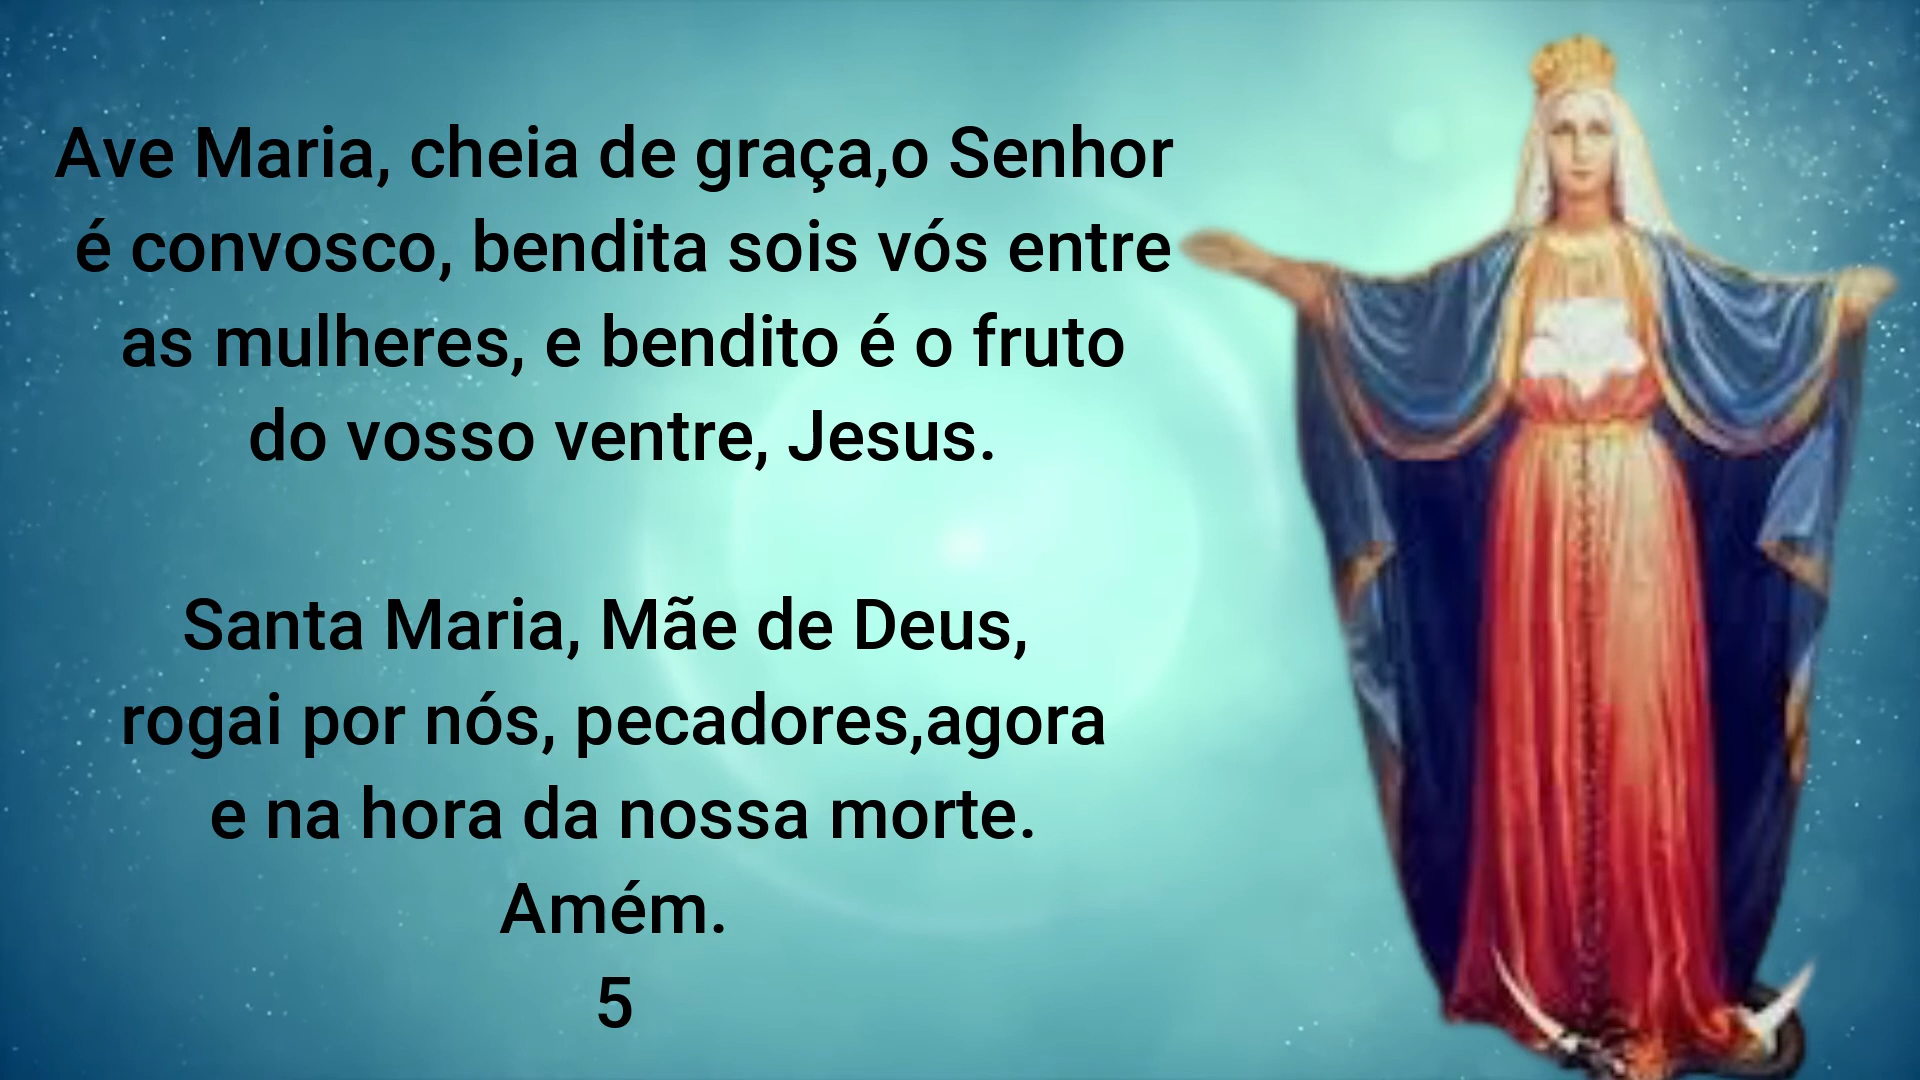 Ave Maria, cheia de graça,o Senhor
é convosco, bendita sois vós entre
as mulheres, e bendito é o fruto
do vosso ventre, Jesus.
Santa Maria, Mãe de Deus,
rogai por nós, pecadores,agora
e na hora da nossa morte.
Amém.
5